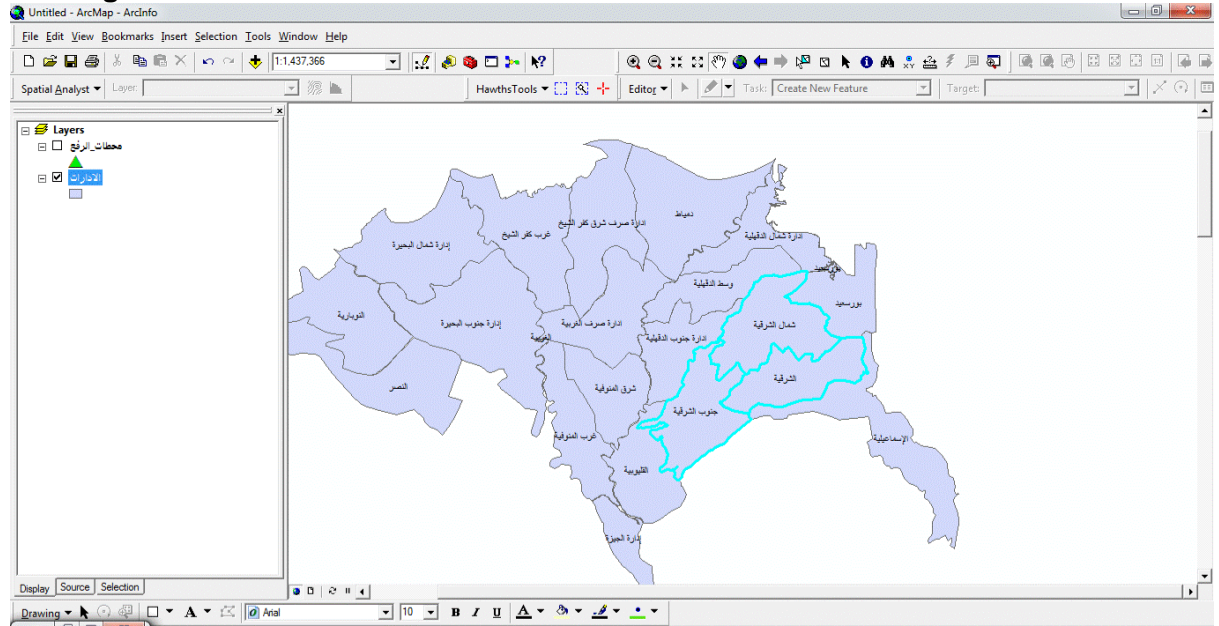 Untitled - ArcMap - ArcInfo
File Edit View Bookmarks Insert Selection Tools Window Help
1:1,437,366
Spatial Analyst Layer: HawthsTools Editor Task: Create New Feature Target:
Layers
محطات_الرفع
الادارات
دمياط
ادارة صرف شرق كفر الشيخ
غرب كفر الشيخ
ادارة شمال الدقهلية
إدارة شمال البحيرة
بورسعيد
وسط الدقهلية
بورسعيد
النوبارية
إدارة جنوب البحيرة
ادارة صرف الغربية
شمال الشرقية
الغربية
ادارة جنوب الدقهلية
الشرقية
النصر
شرق المنوفية
جنوب الشرقية
غرب المنوفية
الإسماعيلية
القليوبية
إدارة الجيزة
Display Source Selection
Drawing A Arial 10 B I U A